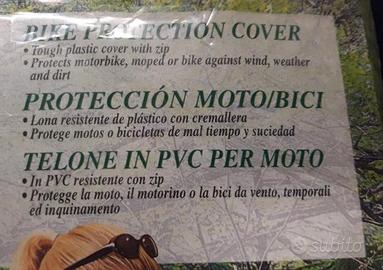 BIKE PROTECTION COVER
• Tough plastic cover with zip
• Protects motorbike, moped or bike against wind, weather
and dirt
PROTECCIÓN MOTO/BICI
• Lona resistente de plástico con cremallera
• Protege motos o bicicletas de mal tiempo y suciedad
TELONE IN PVC PER MOTO
• In PVC resistente con zip
• Protegge la moto, il motorino o la bici da vento, temporali
ed inquinamento
subito